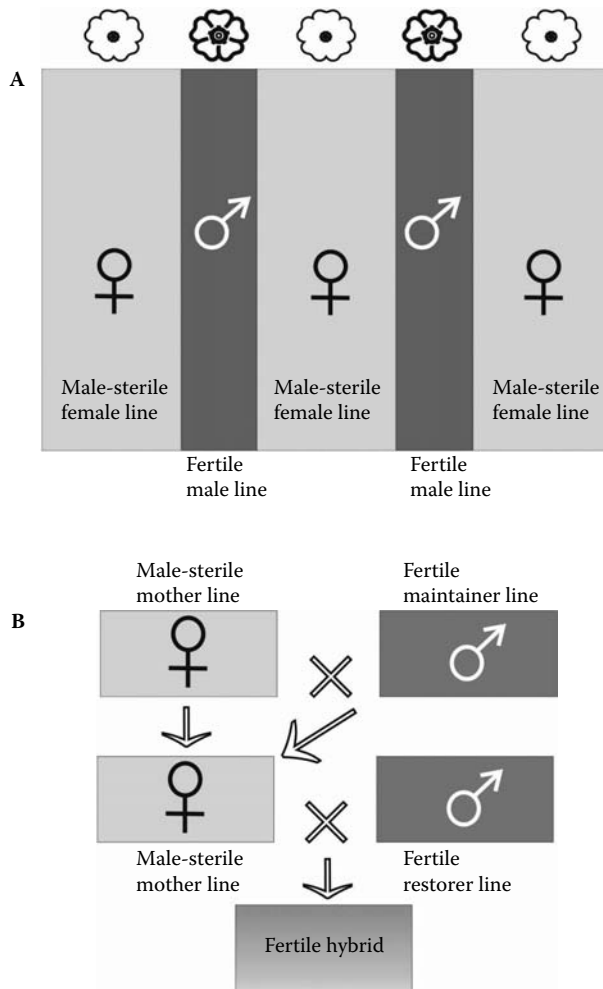 A
Male-sterile
female line
Male-sterile
female line
Male-sterile
female line
Fertile
male line
Fertile
male line
B
Male-sterile
mother line
Fertile
maintainer line
Male-sterile
mother line
Fertile
restorer line
Fertile hybrid